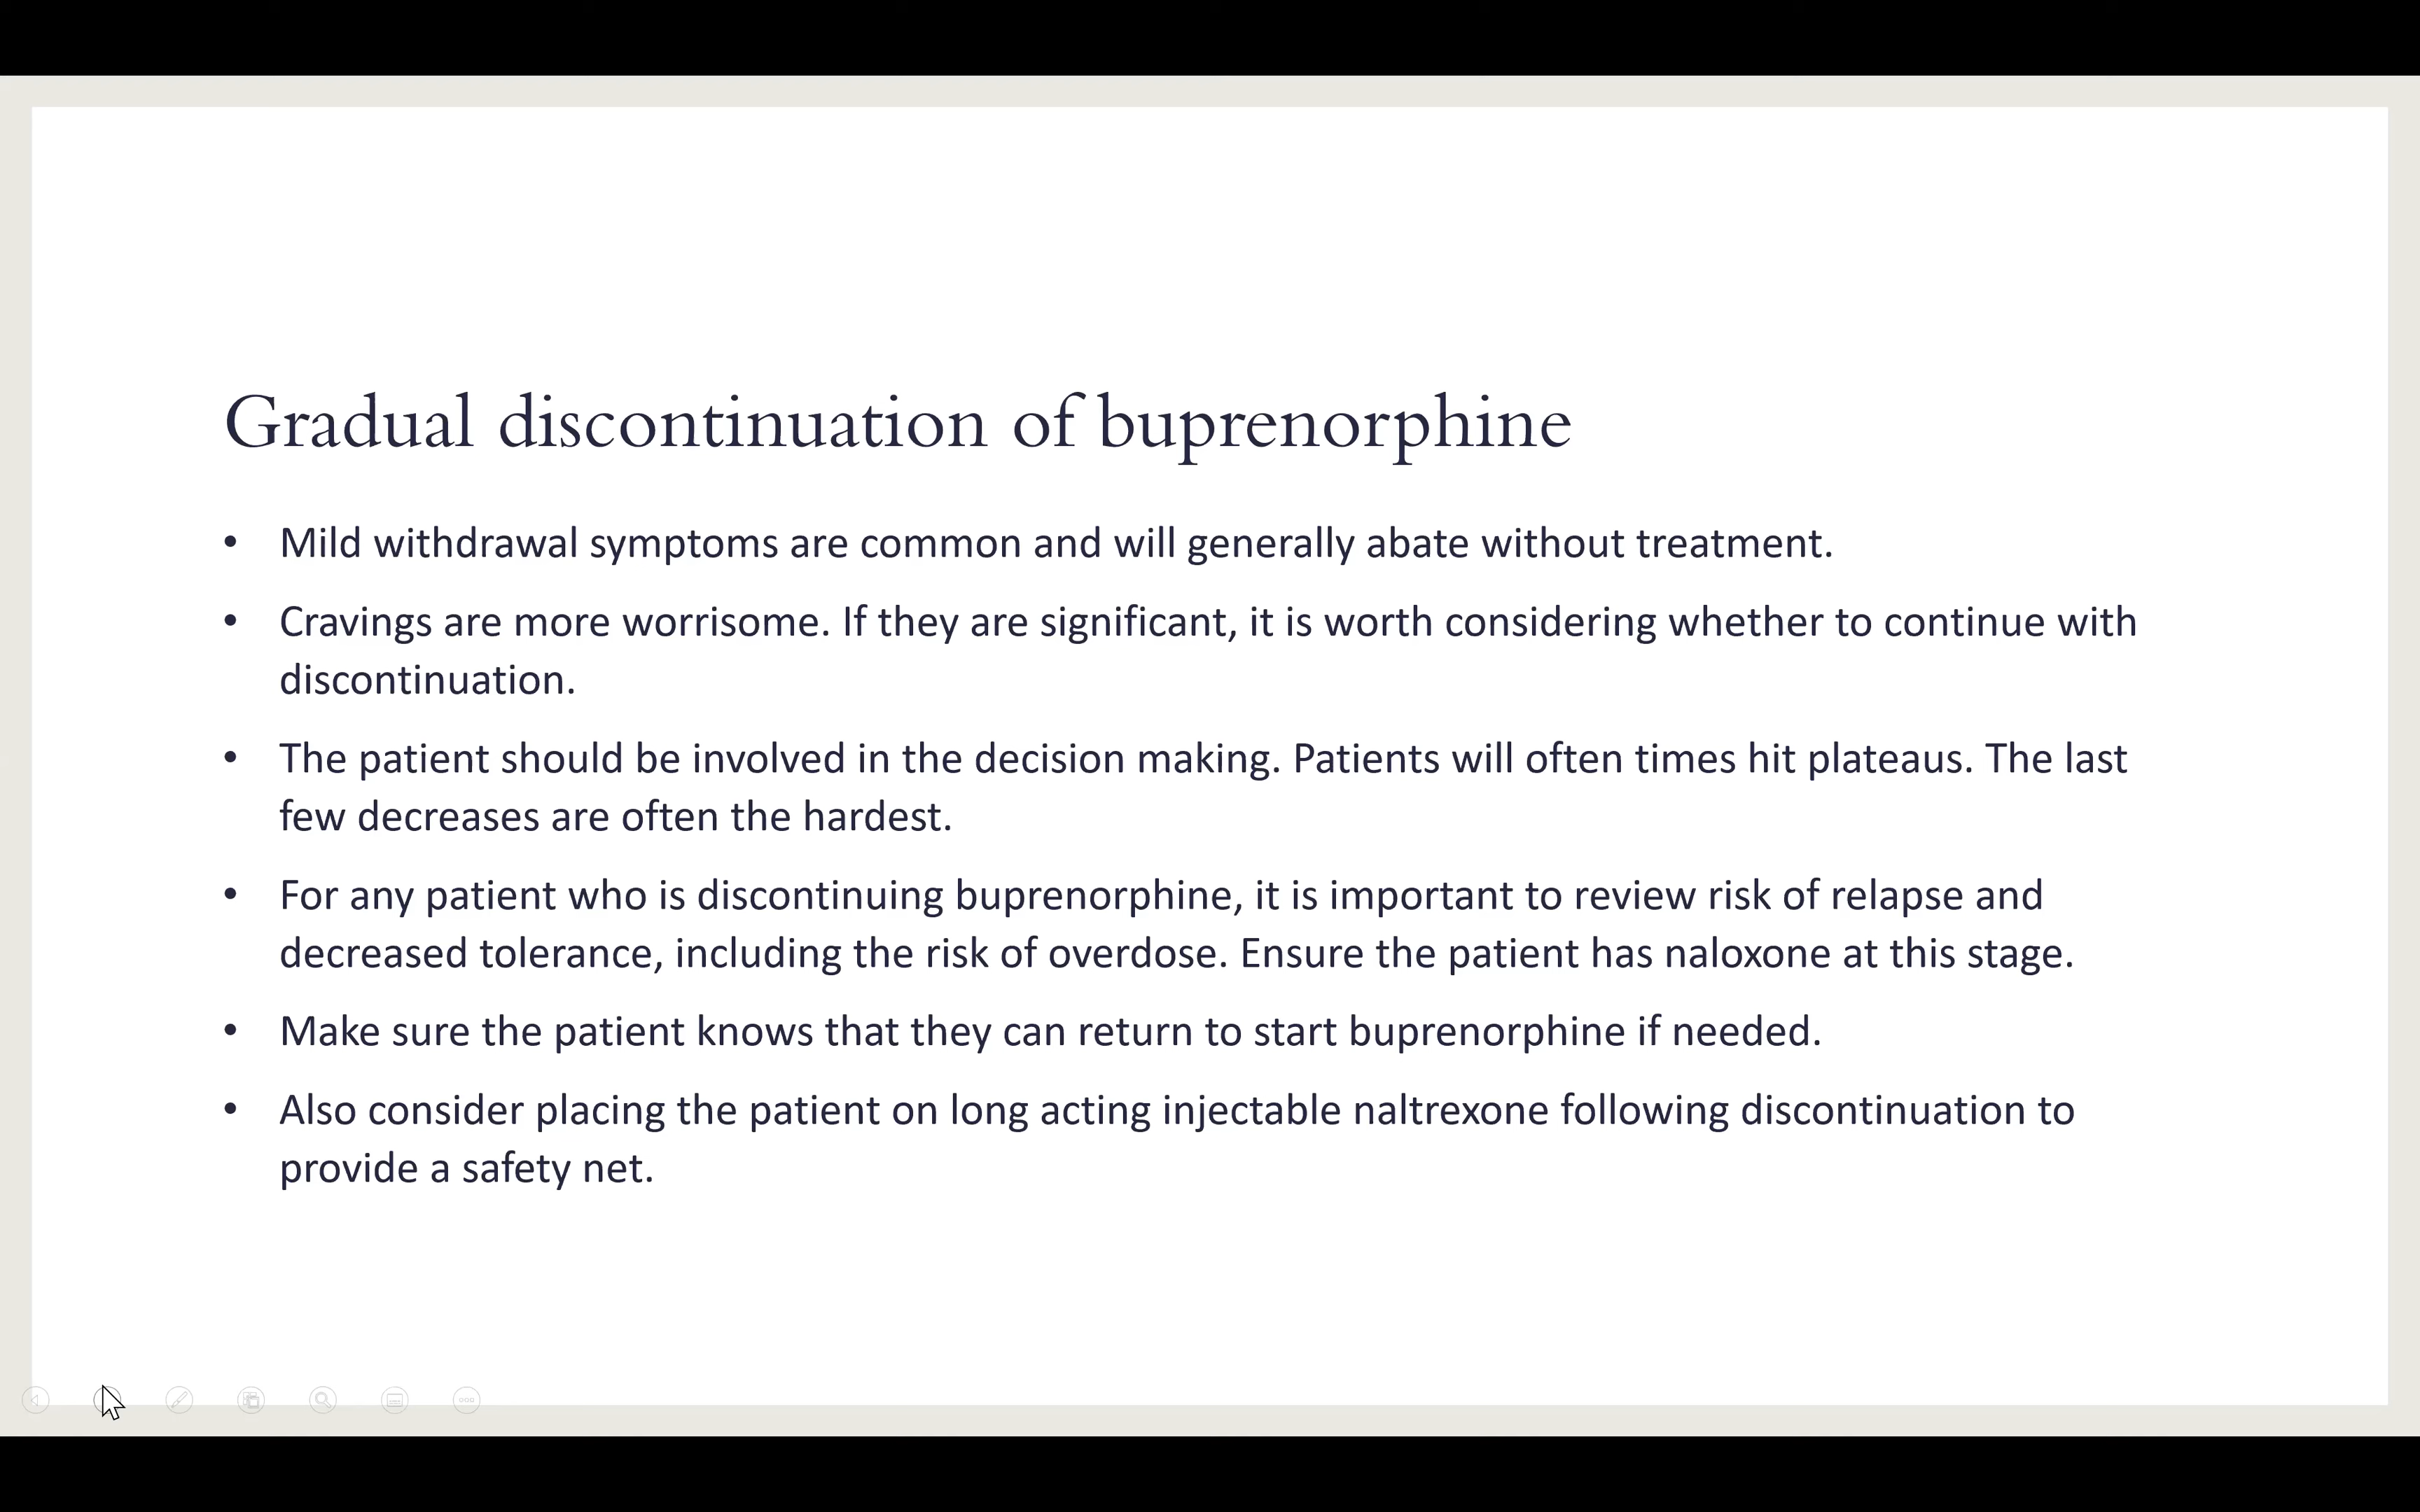 Gradual discontinuation of buprenorphine
• Mild withdrawal symptoms are common and will generally abate without treatment.
• Cravings are more worrisome. If they are significant, it is worth considering whether to continue with
discontinuation.
• The patient should be involved in the decision making. Patients will often times hit plateaus. The last
few decreases are often the hardest.
• For any patient who is discontinuing buprenorphine, it is important to review risk of relapse and
decreased tolerance, including the risk of overdose. Ensure the patient has naloxone at this stage.
• Make sure the patient knows that they can return to start buprenorphine if needed.
• Also consider placing the patient on long acting injectable naltrexone following discontinuation to
provide a safety net.